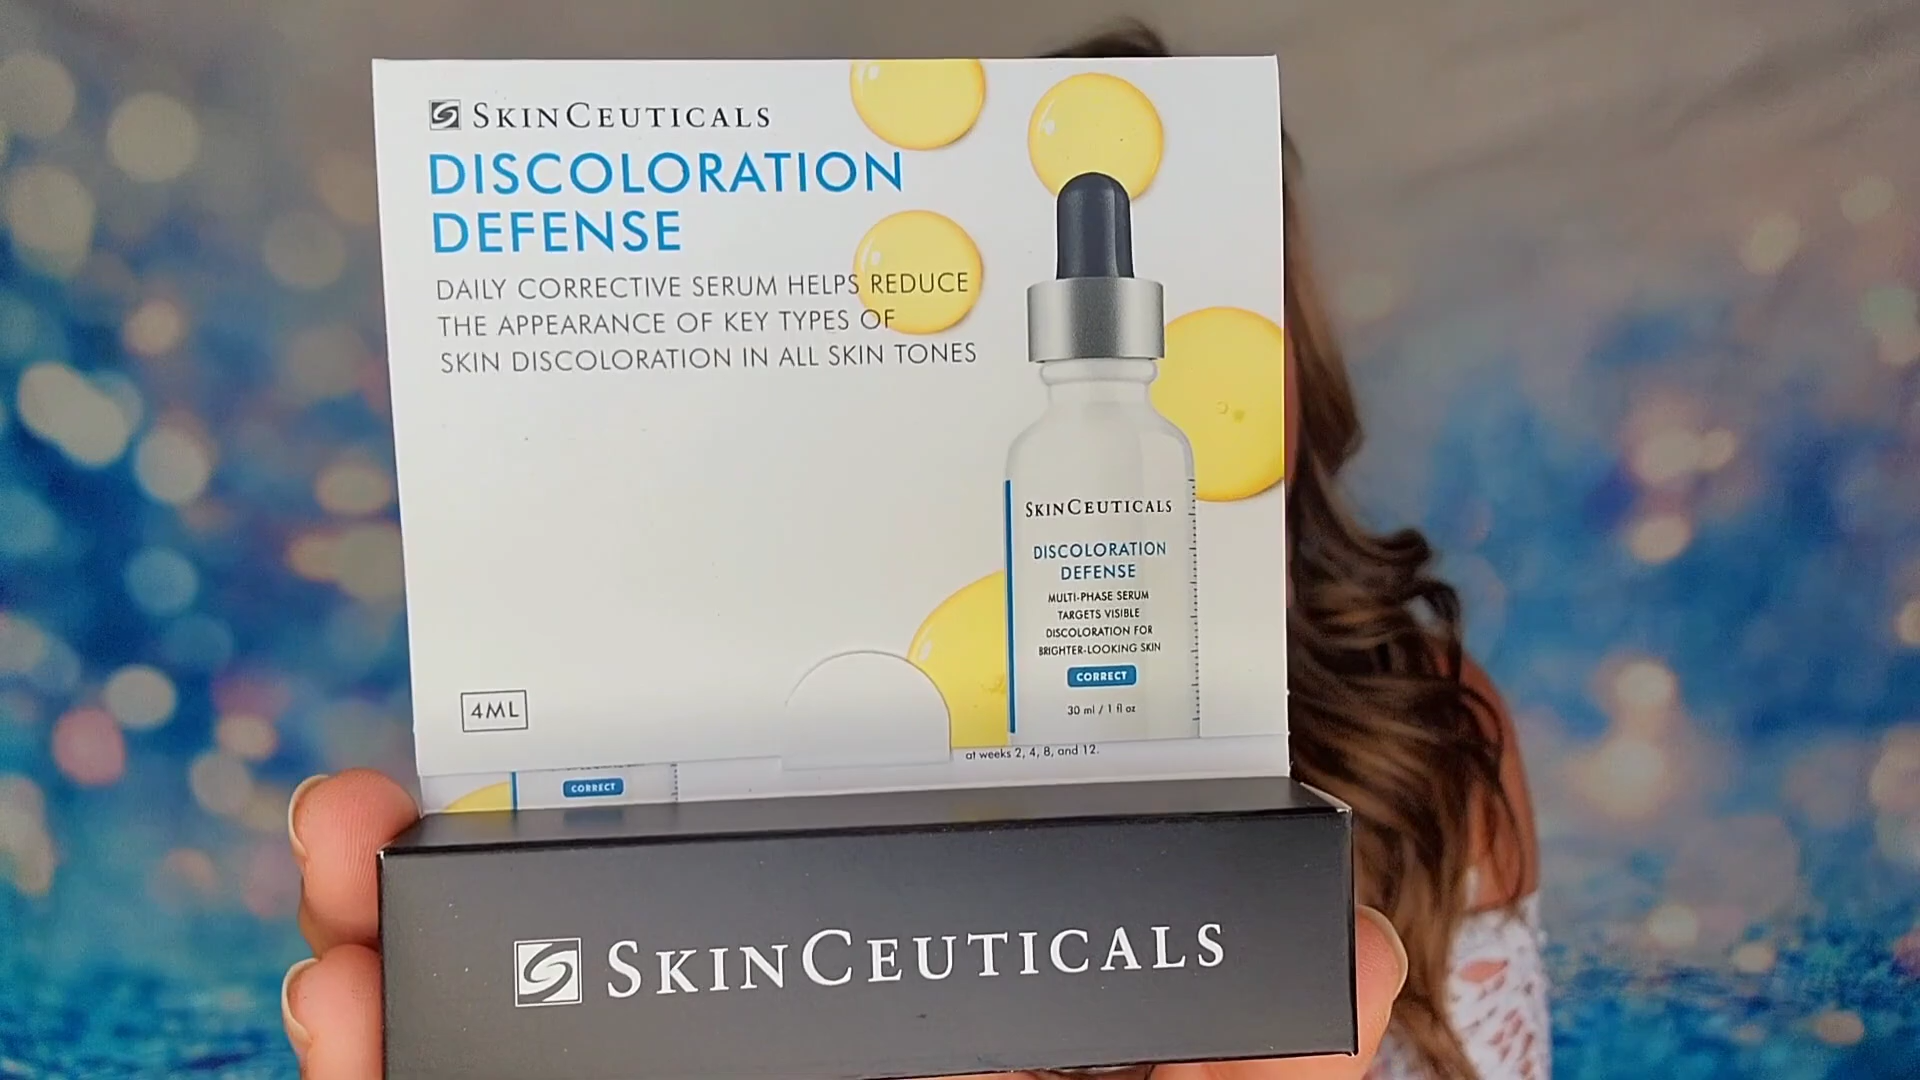 SKINCEUTICALS
DISCOLORATION
DEFENSE
DAILY CORRECTIVE SERUM HELPS REDUCE
THE APPEARANCE OF KEY TYPES OF
SKIN DISCOLORATION IN ALL SKIN TONES
SKINCEUTICALS
DISCOLORATION
DEFENSE
MULTI-PHASE SERUM
TARGETS VISIBLE
DISCOLORATION FOR
BRIGHTER-LOOKING SKIN
CORRECT
30 ml / 1 fl oz
4ML
at weeks 2, 4, 8, and 12.
CORRECT
SKINCEUTICALS